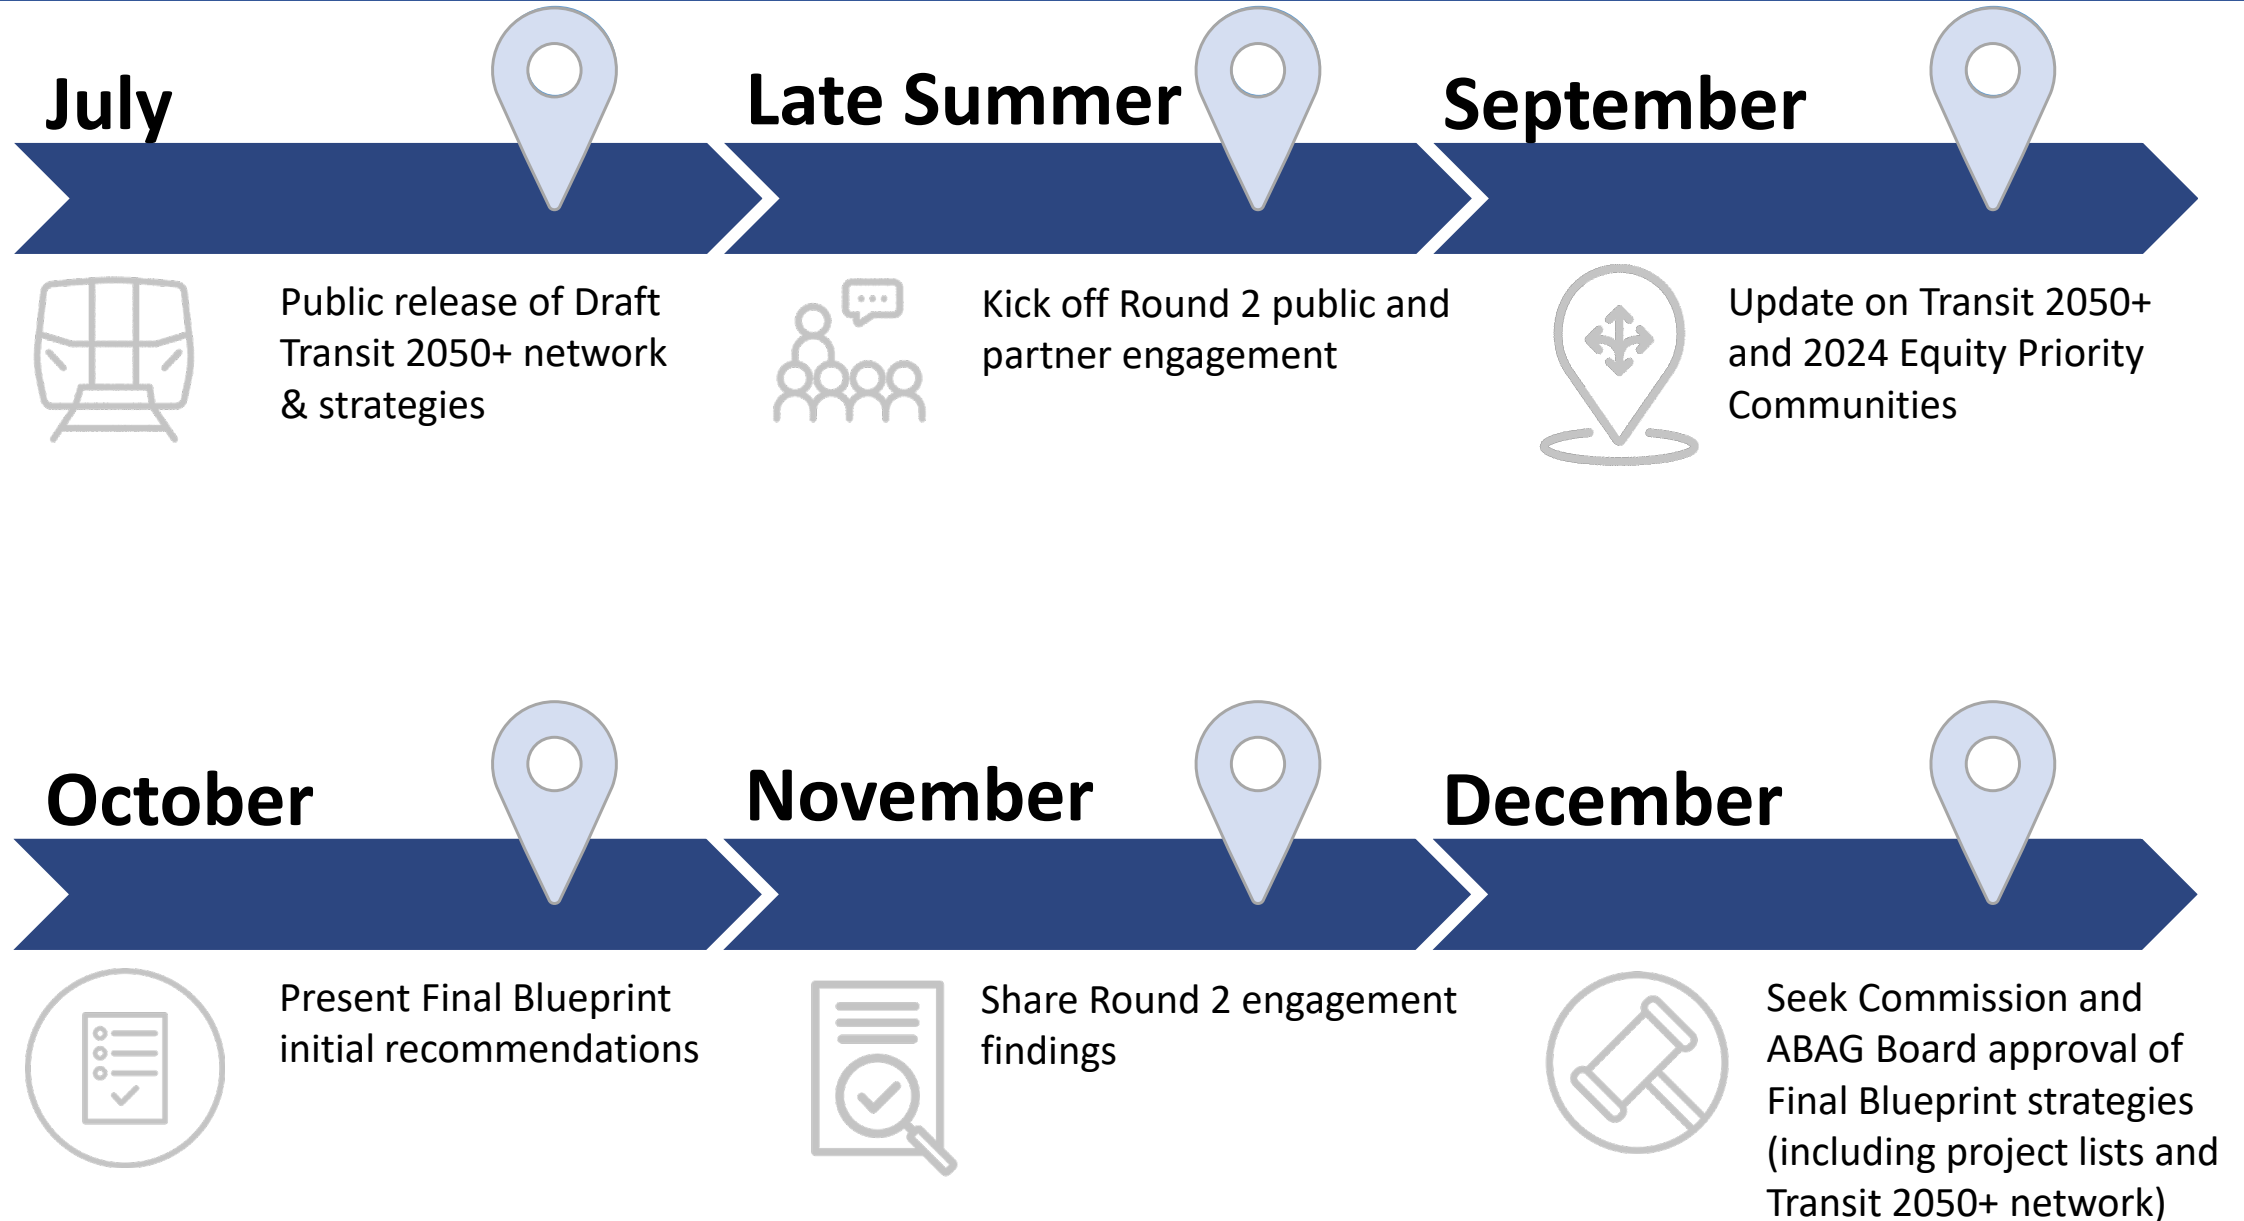 July
Late Summer
September
Public release of Draft
Transit 2050+ network
& strategies
Kick off Round 2 public and
partner engagement
Update on Transit 2050+
and 2024 Equity Priority
Communities
October
November
December
Present Final Blueprint
initial recommendations
Share Round 2 engagement
findings
Seek Commission and
ABAG Board approval of
Final Blueprint strategies
(including project lists and
Transit 2050+ network)